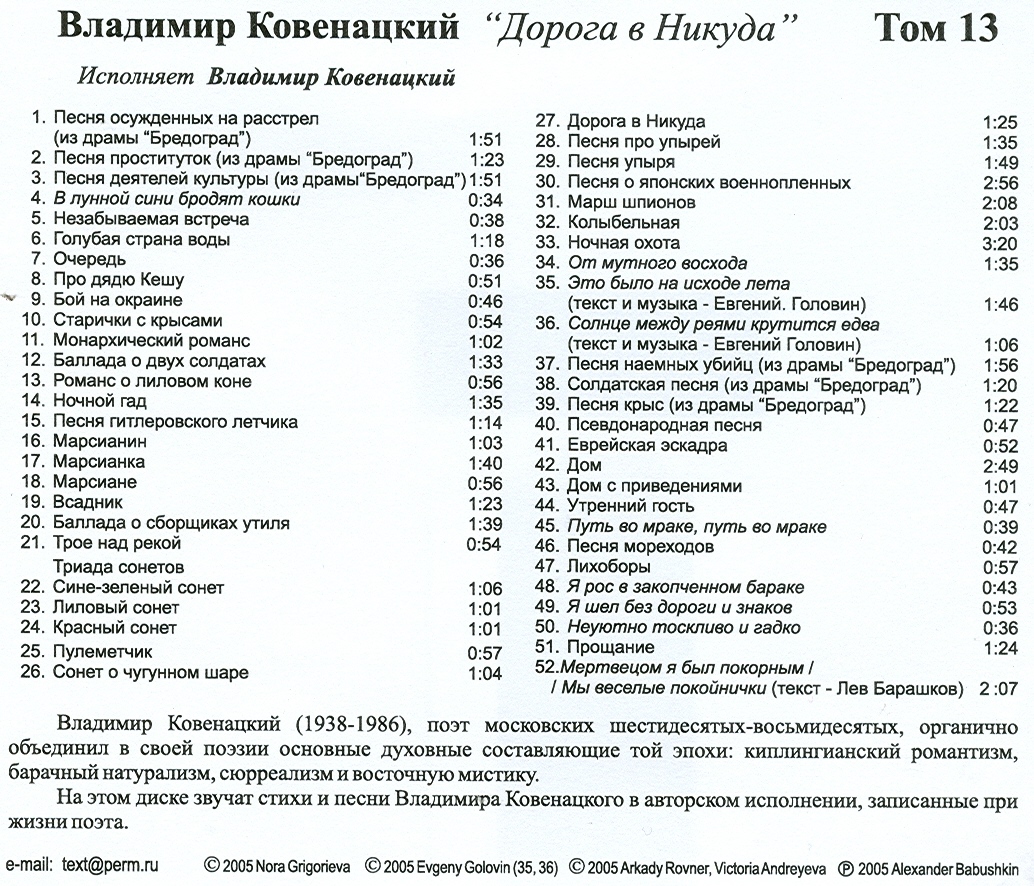 Владимир Ковенацкий "Дорога в Никуда" Том 13
Исполняет Владимир Ковенацкий
1. Песня осужденных на расстрел
(из драмы "Бредоград") 1:51
2. Песня проституток (из драмы "Бредоград") 1:23
3. Песня деятелей культуры (из драмы"Бредоград") 1:51
4. В лунной сини бродят кошки 0:34
5. Незабываемая встреча 0:38
6. Голубая страна воды 1:18
7. Очередь 0:36
8. Про дядю Кешу 0:51
9. Бой на окраине 0:46
10. Старички с крысами 0:54
11. Монархический романс 1:02
12. Баллада о двух солдатах 1:33
13. Романс о лиловом коне 0:56
14. Ночной гад 1:35
15. Песня гитлеровского летчика 1:14
16. Марсианин 1:03
17. Марсианка 1:40
18. Марсиане 0:56
19. Всадник 1:23
20. Баллада о сборщиках утиля 1:39
21. Трое над рекой 0:54
Триада сонетов
22. Сине-зеленый сонет 1:06
23. Лиловый сонет 1:01
24. Красный сонет 1:01
25. Пулеметчик 0:57
26. Сонет о чугунном шаре 1:04
27. Дорога в Никуда 1:25
28. Песня про упырей 1:35
29. Песня упыря 1:49
30. Песня о японских военнопленных 2:56
31. Марш шпионов 2:08
32. Колыбельная 2:03
33. Ночная охота 3:20
34. От мутного восхода 1:35
35. Это было на исходе лета
(текст и музыка - Евгений. Головин) 1:46
36. Солнце между реями крутится едва
(текст и музыка - Евгений Головин) 1:06
37. Песня наемных убийц (из драмы "Бредоград") 1:56
38. Солдатская песня (из драмы "Бредоград") 1:20
39. Песня крыс (из драмы "Бредоград") 1:22
40. Псевдонародная песня 0:47
41. Еврейская эскадра 0:52
42. Дом 2:49
43. Дом с приведениями 1:01
44. Утренний гость 0:47
45. Путь во мраке, путь во мраке 0:39
46. Песня мореходов 0:42
47. Лихоборы 0:57
48. Я рос в закопченном бараке 0:43
49. Я шел без дороги и знаков 0:53
50. Неуютно тоскливо и гадко 0:36
51. Прощание 1:24
52.Мертвецом я был покорным /
/ Мы веселые покойнички (текст - Лев Барашков) 2:07
Владимир Ковенацкий (1938-1986), поэт московских шестидесятых-восьмидесятых, органично
объединил в своей поэзии основные духовные составляющие той эпохи: киплингианский романтизм,
барачный натурализм, сюрреализм и восточную мистику.
На этом диске звучат стихи и песни Владимира Ковенацкого в авторском исполнении, записанные при
жизни поэта.
e-mail: text@perm.ru © 2005 Nora Grigorieva © 2005 Evgeny Golovin (35, 36) © 2005 Arkady Rovner, Victoria Andreyeva ℗ 2005 Alexander Babushkin